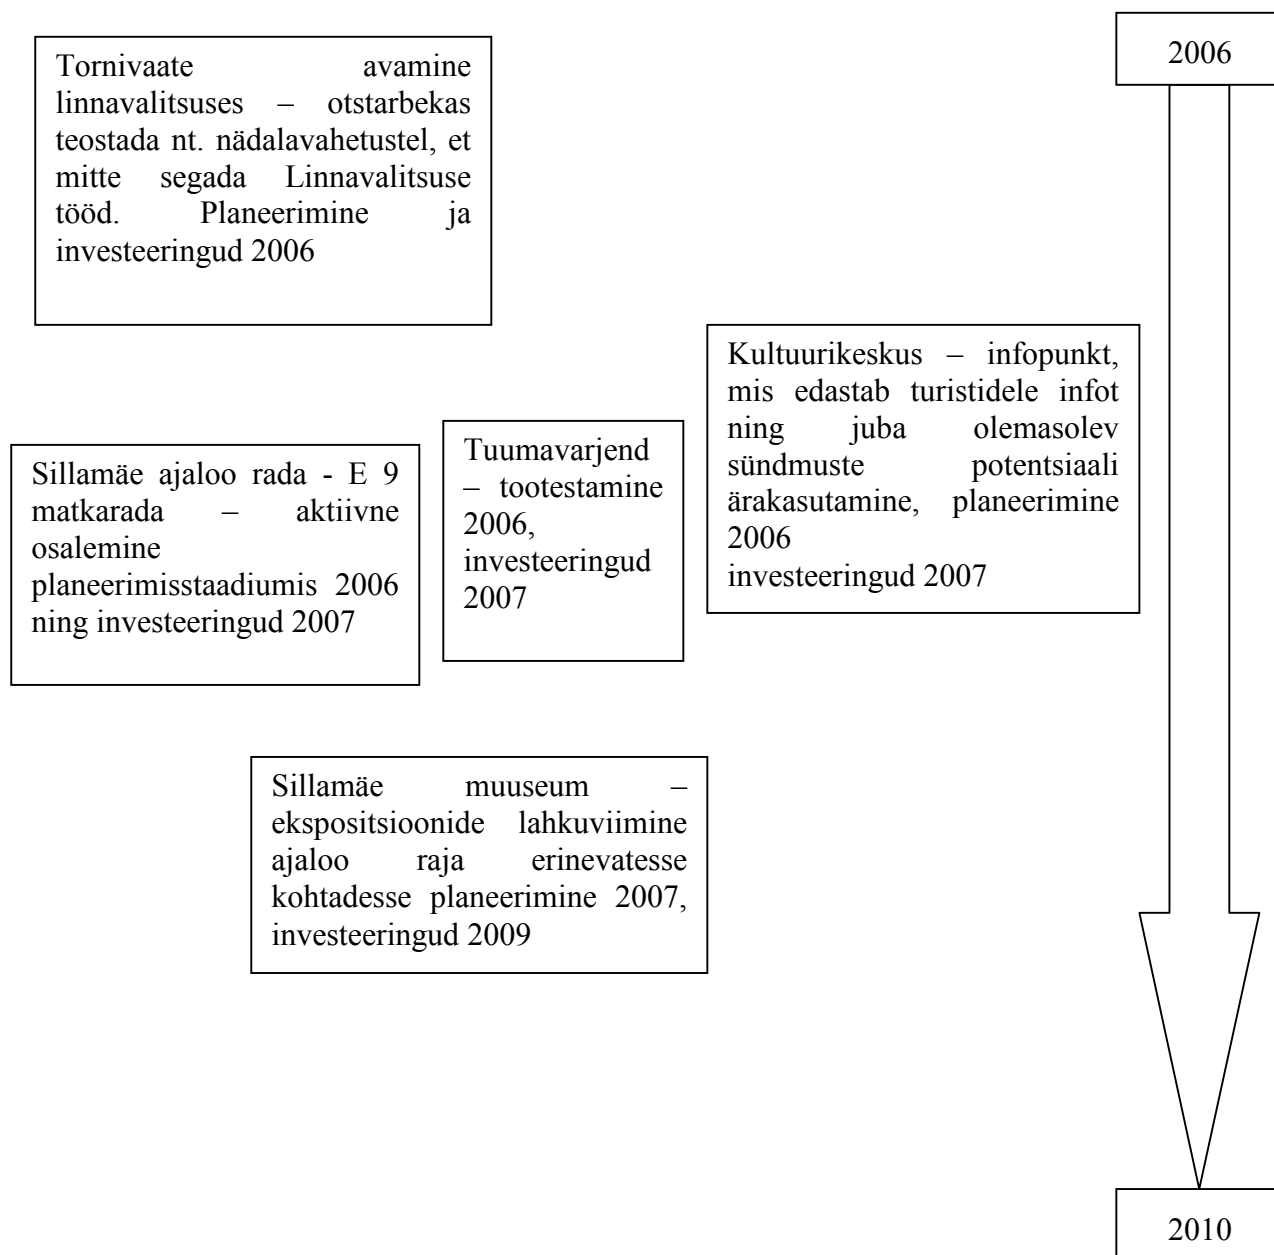 2006
Tornivaate avamine
linnavalitsuses – otstarbekas
teostada nt. nädalavahetustel, et
mitte segada Linnavalitsuse
tööd. Planeerimine ja
investeeringud 2006
Kultuurikeskus – infopunkt,
mis edastab turistidele infot
ning juba olemasolev
sündmuste potentsiaali
ärakasutamine, planeerimine
2006
investeeringud 2007
Tuumavarjend
– tootestamine
2006,
investeeringud
2007
Sillamäe ajaloo rada - E 9
matkarada – aktiivne
osalemine
planeerimisstaadiumis 2006
ning investeeringud 2007
Sillamäe muuseum –
ekspositsioonide lahkuviimine
ajaloo raja erinevatesse
kohtadesse planeerimine 2007,
investeeringud 2009
2010